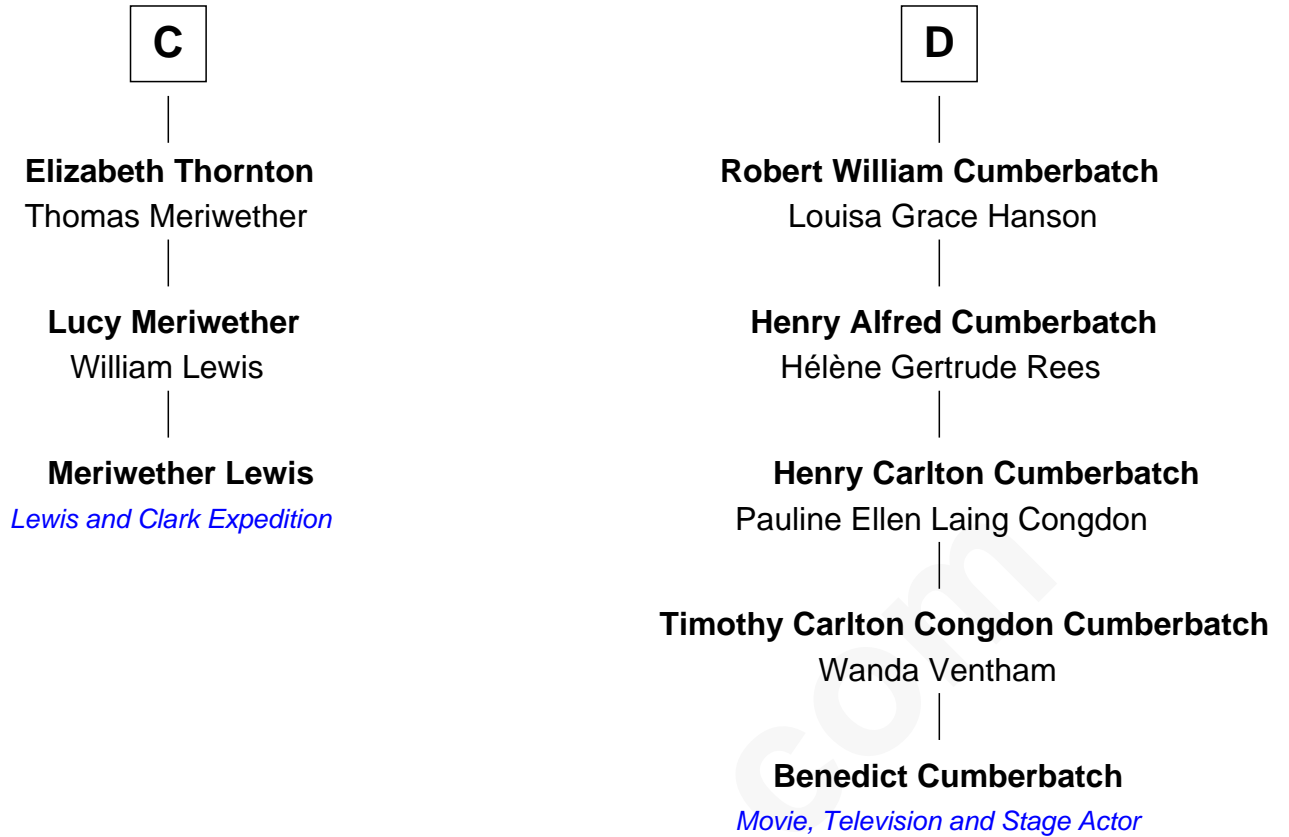 C
Elizabeth Thornton
Thomas Meriwether
Lucy Meriwether
William Lewis
Meriwether Lewis
Lewis and Clark Expedition
D
Robert William Cumberbatch
Louisa Grace Hanson
Henry Alfred Cumberbatch
Hélène Gertrude Rees
Henry Carlton Cumberbatch
Pauline Ellen Laing Congdon
Timothy Carlton Congdon Cumberbatch
Wanda Ventham
Benedict Cumberbatch
Movie, Television and Stage Actor
com